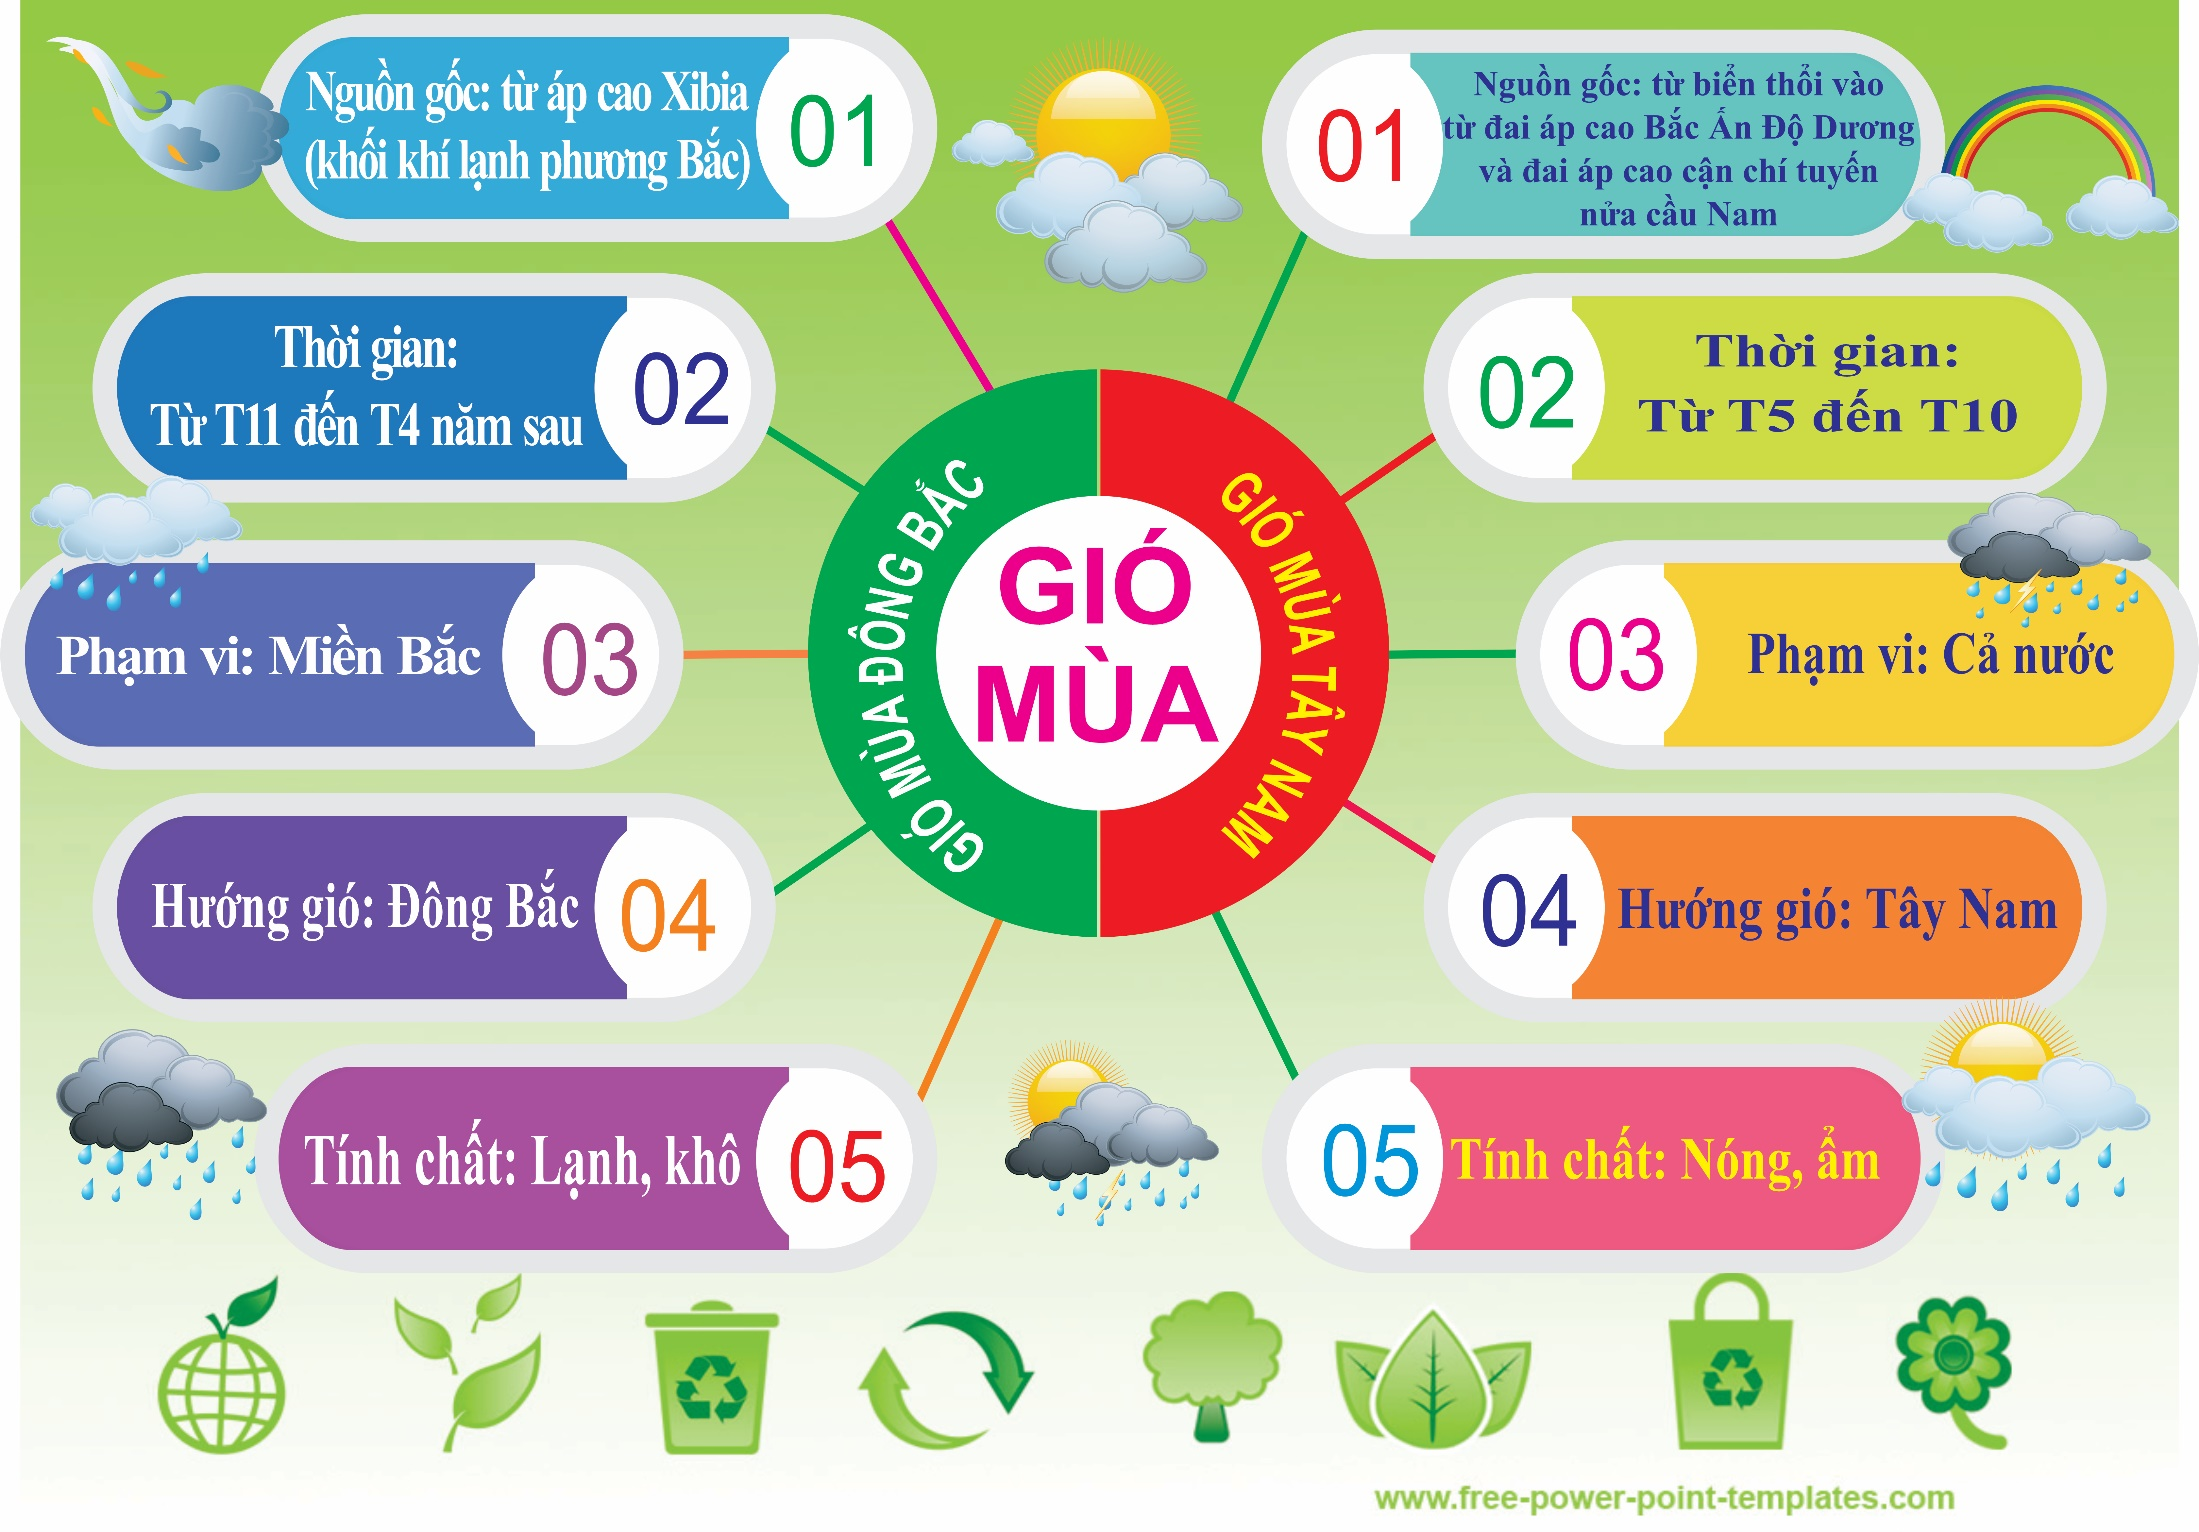 Nguồn gốc: từ áp cao Xibia
(khối khí lạnh phương Bắc)
01
Thời gian:
Từ T11 đến T4 năm sau
02
Phạm vi: Miền Bắc
03
Hướng gió: Đông Bắc
04
Tính chất: Lạnh, khô
05
GIÓ MÙA ĐÔNG BẮC
GIÓ
MÙA
GIÓ MÙA TÂY NAM
01
Nguồn gốc: từ biển thổi vào
từ đai áp cao Bắc Ấn Độ Dương
và đai áp cao cận chí tuyến
nửa cầu Nam
02
Thời gian:
Từ T5 đến T10
03
Phạm vi: Cả nước
04
Hướng gió: Tây Nam
05
Tính chất: Nóng, ẩm
www.free-power-point-templates.com